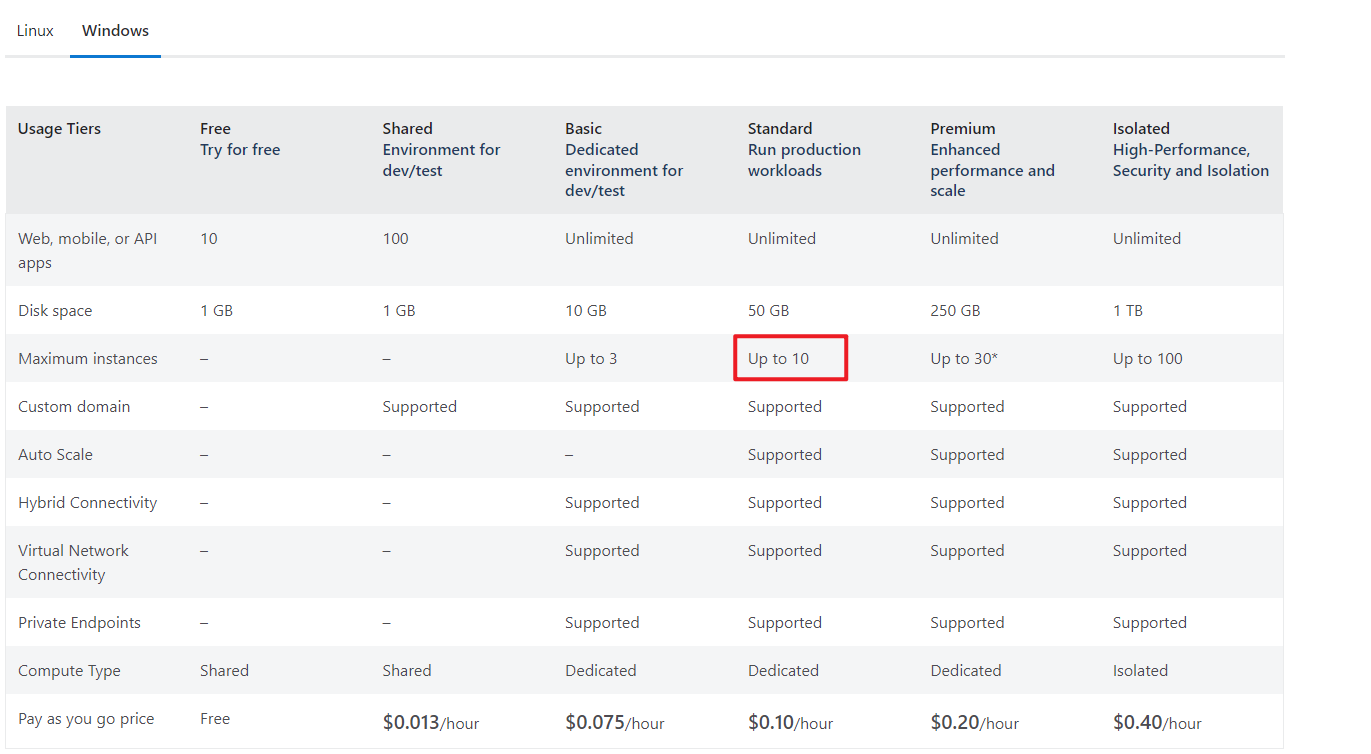 Linux Windows
Usage Tiers Free Shared Basic Standard Premium Isolated
Try for free Environment for Dedicated Run production Enhanced High-Performance,
dev/test environment for workloads performance and Security and Isolation
dev/test scale
Web, mobile, or API 10 100 Unlimited Unlimited Unlimited Unlimited
apps
Disk space 1 GB 1 GB 10 GB 50 GB 250 GB 1 TB
Maximum instances – – Up to 3 Up to 10 Up to 30* Up to 100
Custom domain – Supported Supported Supported Supported Supported
Auto Scale – – – Supported Supported Supported
Hybrid Connectivity – – Supported Supported Supported Supported
Virtual Network – – Supported Supported Supported Supported
Connectivity
Private Endpoints – – Supported Supported Supported Supported
Compute Type Shared Shared Dedicated Dedicated Dedicated Isolated
Pay as you go price Free $0.013/hour $0.075/hour $0.10/hour $0.20/hour $0.40/hour